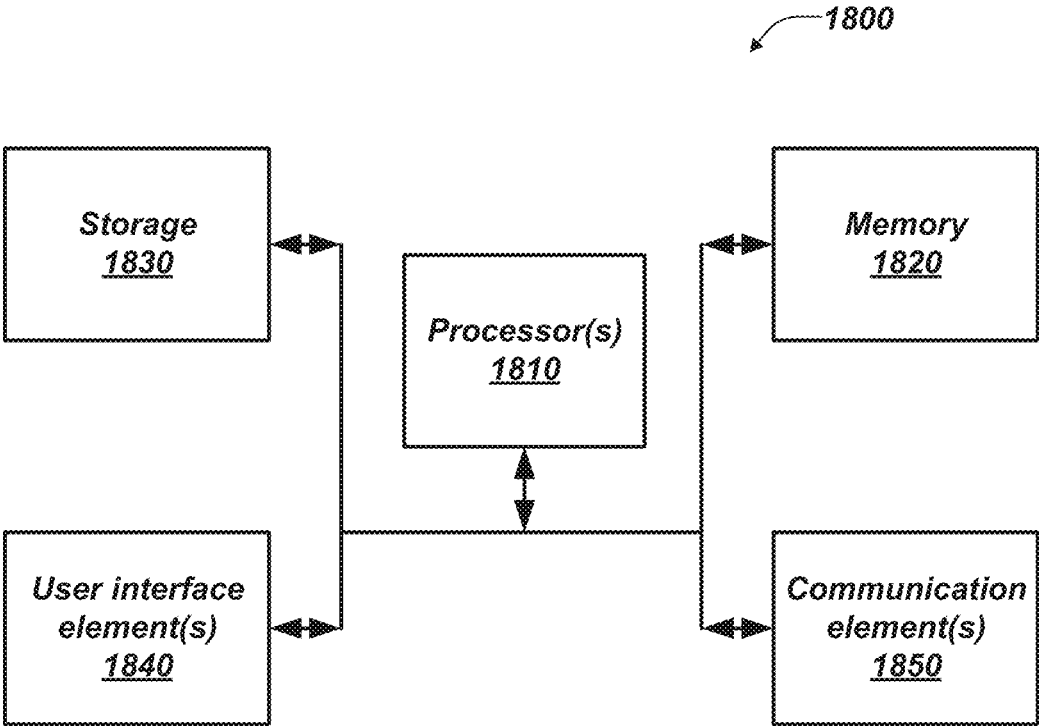 1800
Storage
1830
Memory
1820
Processor(s)
1810
User interface
element(s)
1840
Communication
element(s)
1850